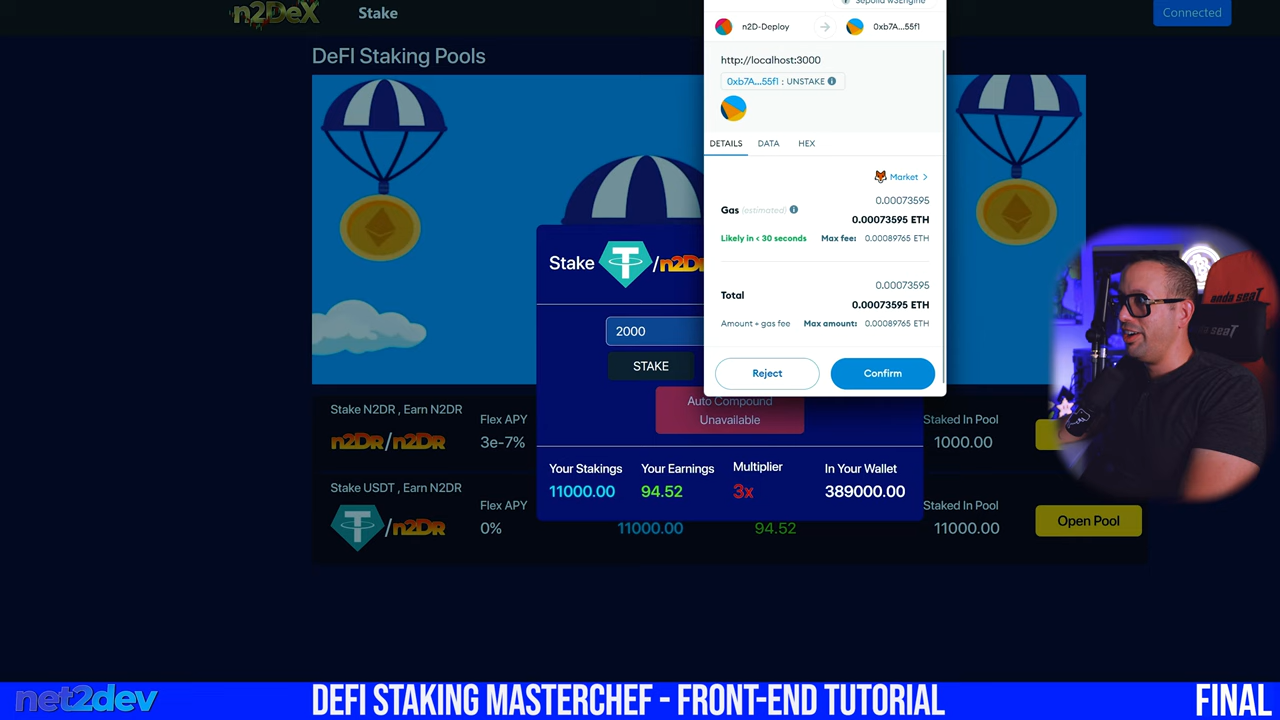 n2DeX
Stake
Connected
DeFI Staking Pools
Sepolia w3Engine
n2D-Deploy
0xb7A...55f1
http://localhost:3000
0xb7A...55f1 : UNSTAKE
DETAILS DATA HEX
Market >
0.00073595
Gas (estimated)
0.00073595 ETH
Likely in < 30 seconds Max fee: 0.00089765 ETH
0.00073595
Total
0.00073595 ETH
Amount + gas fee Max amount: 0.00089765 ETH
Reject
Confirm
Stake T/n2DR
2000
STAKE
Auto Compound
Unavailable
Your Stakings Your Earnings Multiplier In Your Wallet
11000.00 94.52 3x 389000.00
Stake N2DR , Earn N2DR
n2DR/n2DR
Flex APY
3e-7%
Staked In Pool
1000.00
Stake USDT , Earn N2DR
T/n2DR
Flex APY
0%
11000.00
94.52
Staked In Pool
11000.00
Open Pool
anda seaT
net2dev
DEFI STAKING MASTERCHEF - FRONT-END TUTORIAL
FINAL